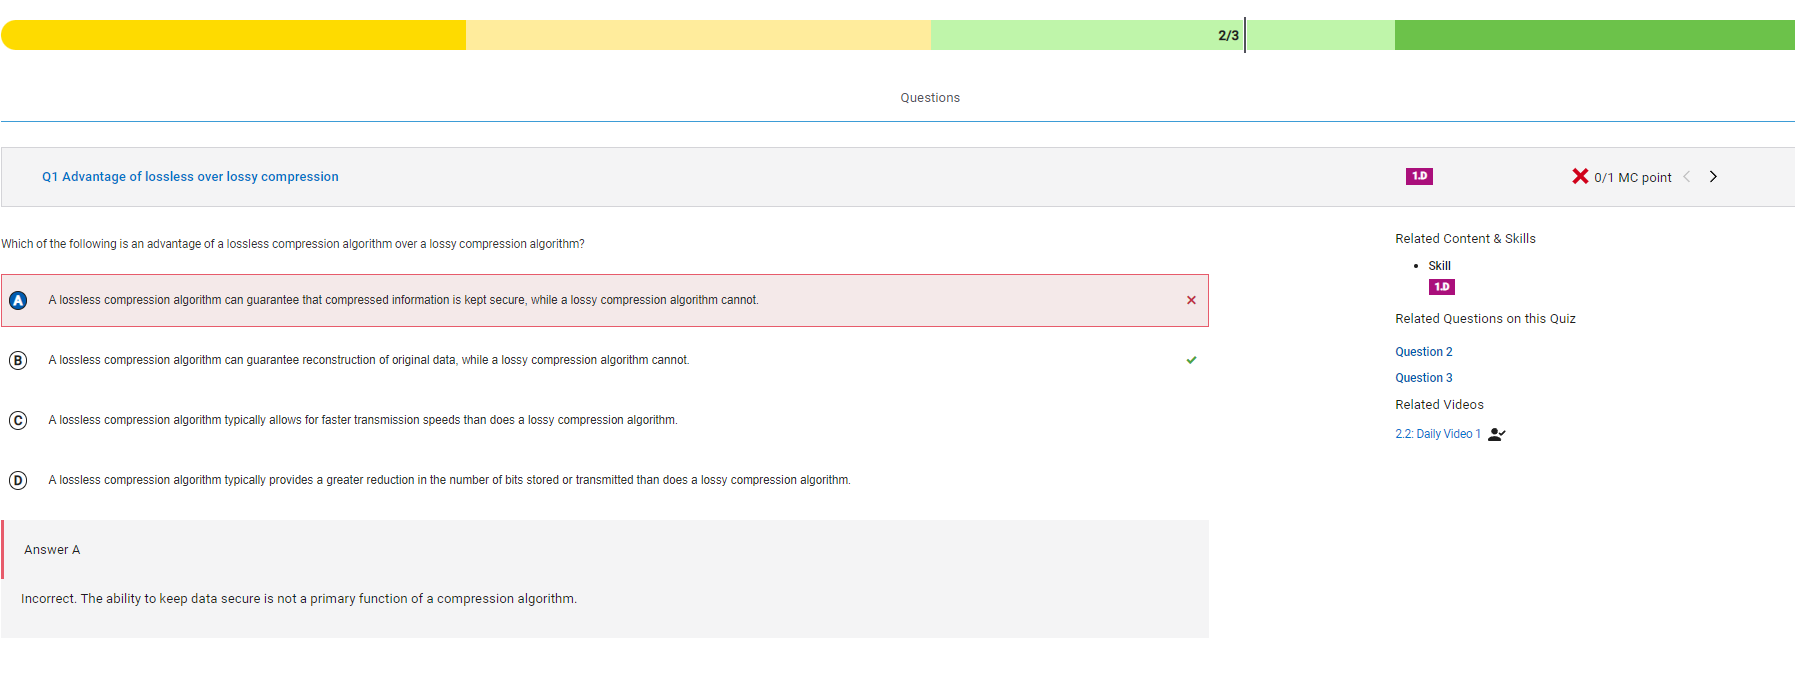 2/3
Questions
Q1 Advantage of lossless over lossy compression
1.D
0/1 MC point
Which of the following is an advantage of a lossless compression algorithm over a lossy compression algorithm?
A A lossless compression algorithm can guarantee that compressed information is kept secure, while a lossy compression algorithm cannot.
B A lossless compression algorithm can guarantee reconstruction of original data, while a lossy compression algorithm cannot.
C A lossless compression algorithm typically allows for faster transmission speeds than does a lossy compression algorithm.
D A lossless compression algorithm typically provides a greater reduction in the number of bits stored or transmitted than does a lossy compression algorithm.
Answer A
Incorrect. The ability to keep data secure is not a primary function of a compression algorithm.
Related Content & Skills
• Skill
1.D
Related Questions on this Quiz
Question 2
Question 3
Related Videos
2.2: Daily Video 1